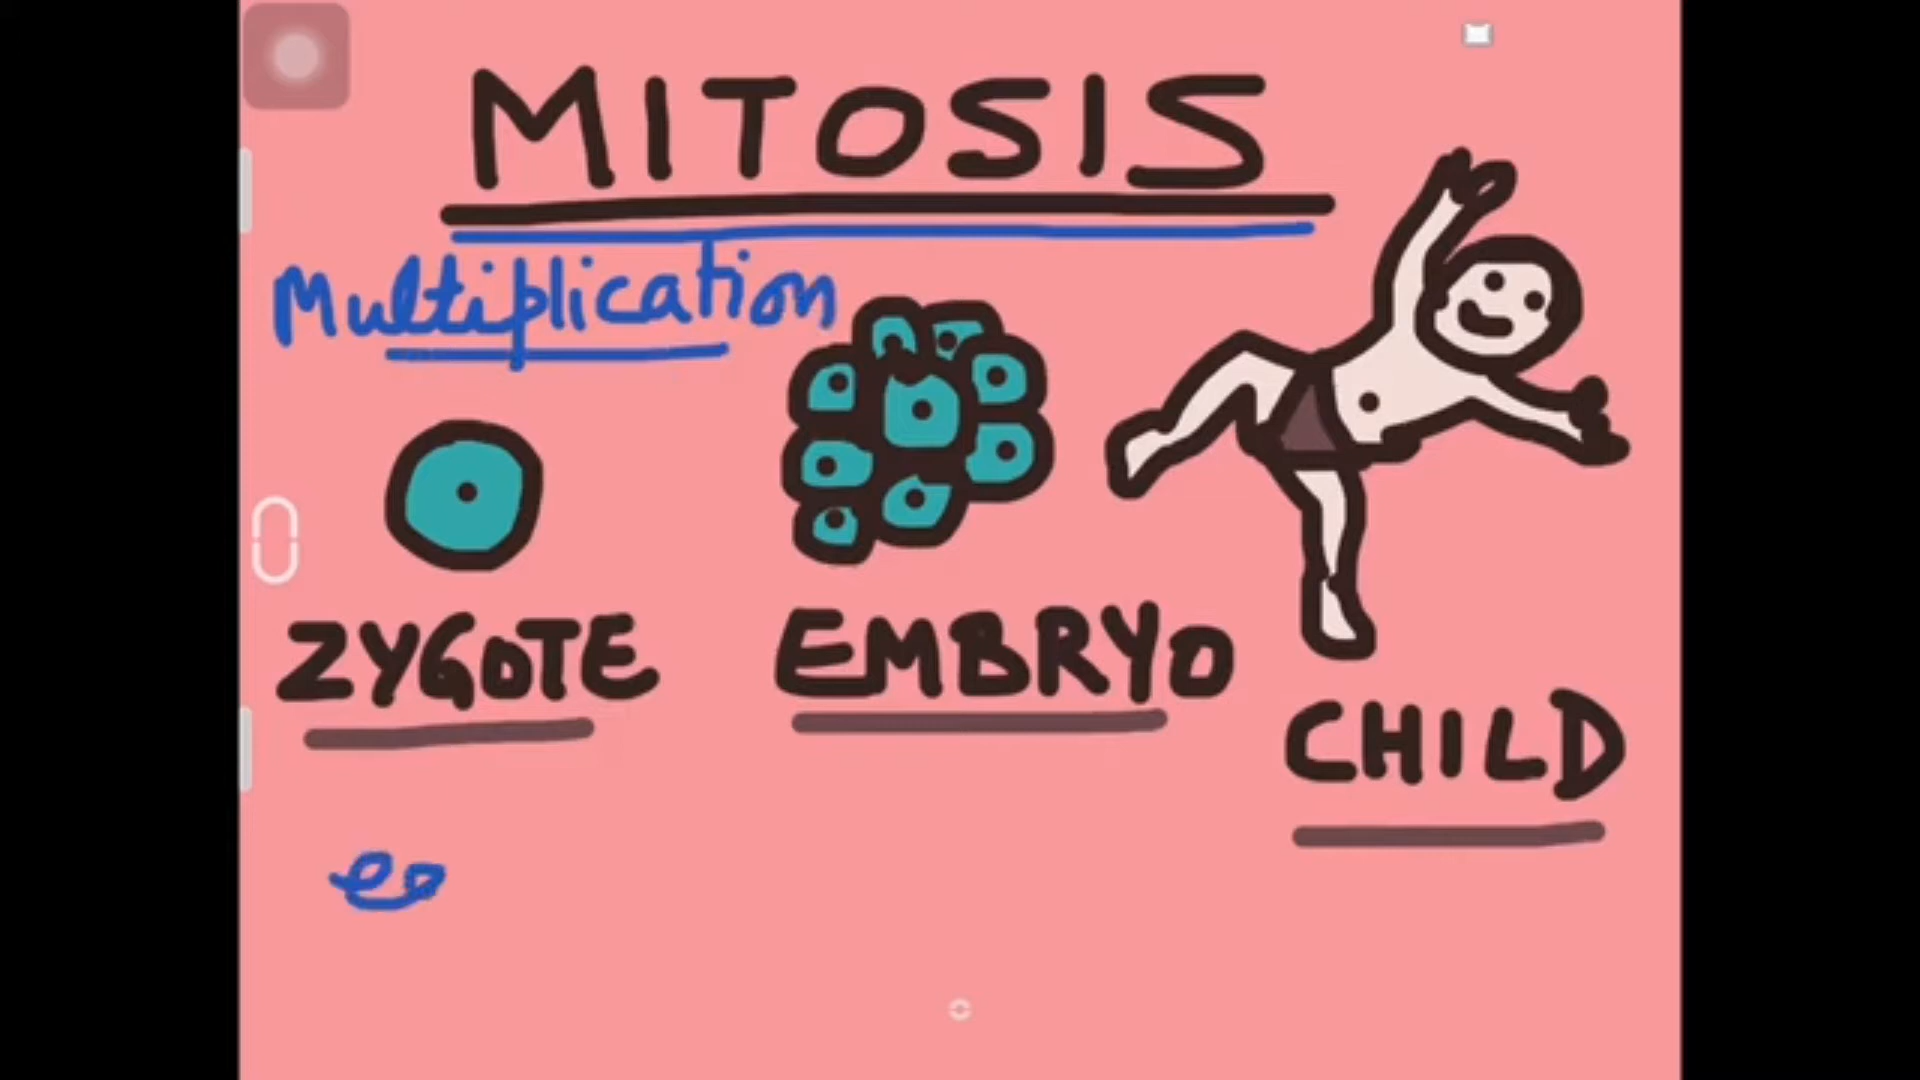 MITOSIS
Multiplication
ZYGOTE
EMBRYO
CHILD